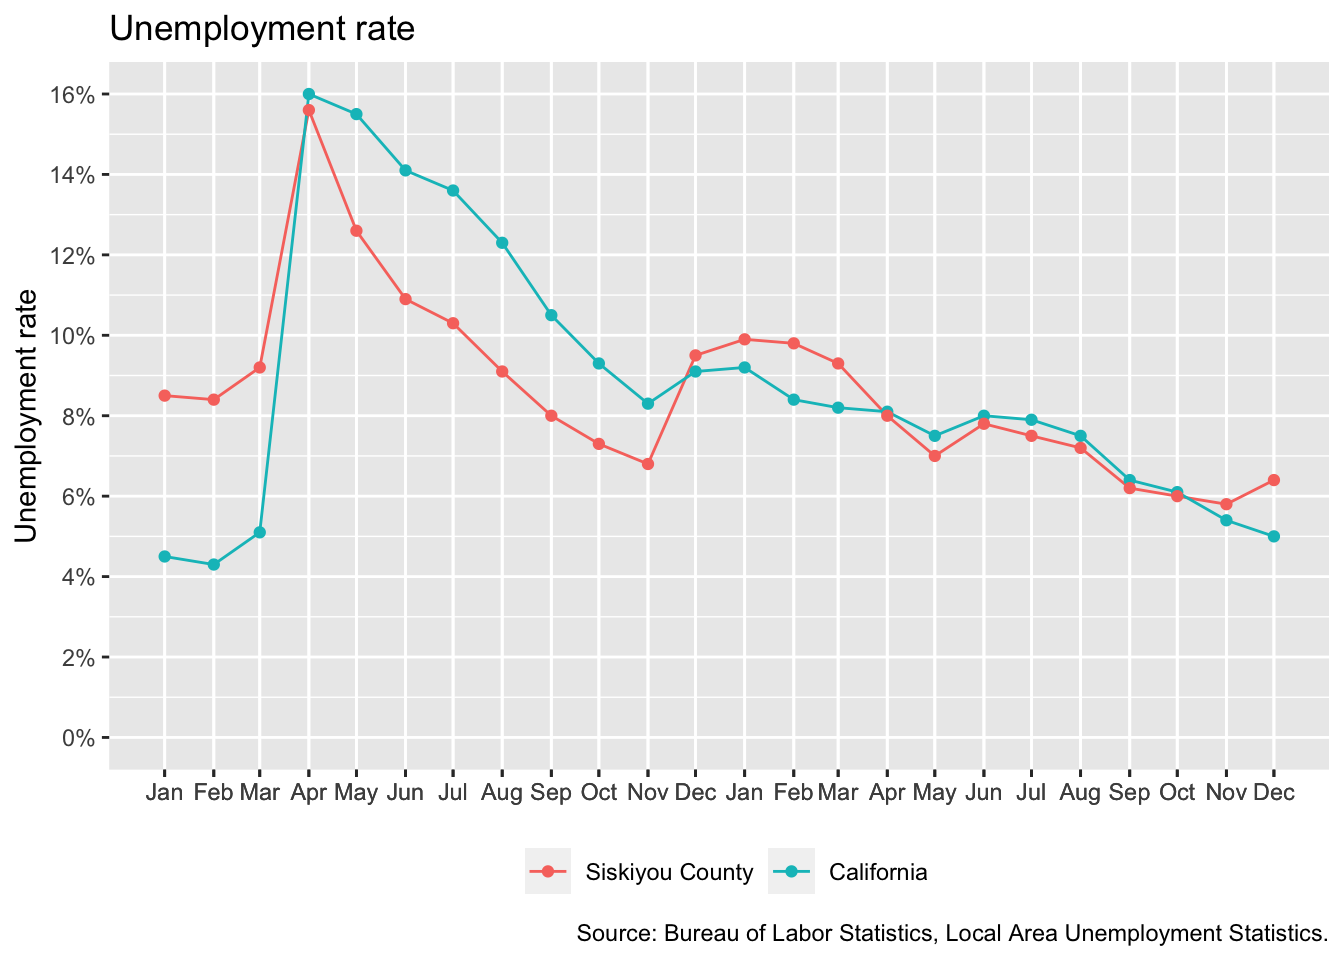 Unemployment rate
Unemployment rate
16%
14%
12%
10%
8%
6%
4%
2%
0%
Jan Feb Mar Apr May Jun Jul Aug Sep Oct Nov Dec Jan Feb Mar Apr May Jun Jul Aug Sep Oct Nov Dec
Siskiyou County California
Source: Bureau of Labor Statistics, Local Area Unemployment Statistics.